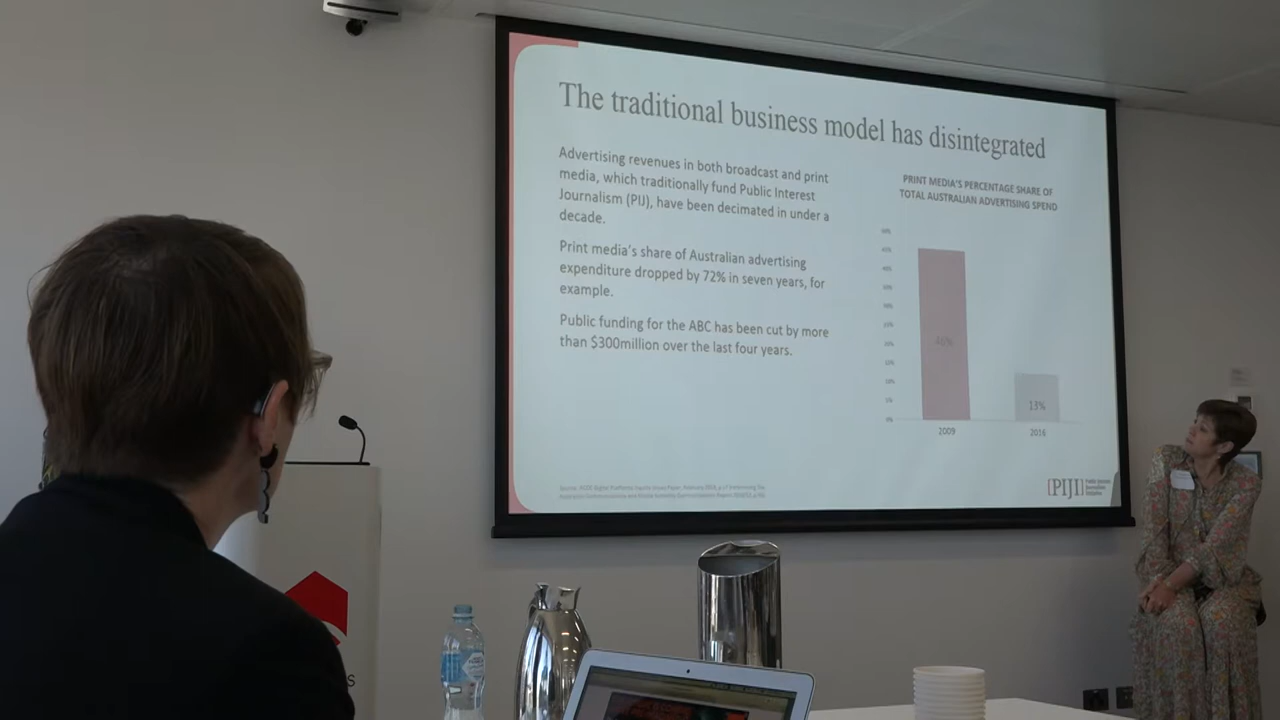 The traditional business model has disintegrated
Advertising revenues in both broadcast and print
media, which traditionally fund Public Interest
Journalism (PIJ), have been decimated in under a
decade.
Print media's share of Australian advertising
expenditure dropped by 72% in seven years, for
example.
Public funding for the ABC has been cut by more
than $300million over the last four years.
PRINT MEDIA'S PERCENTAGE SHARE OF
TOTAL AUSTRALIAN ADVERTISING SPEND
46%
13%
2009
2016
[PIJI]